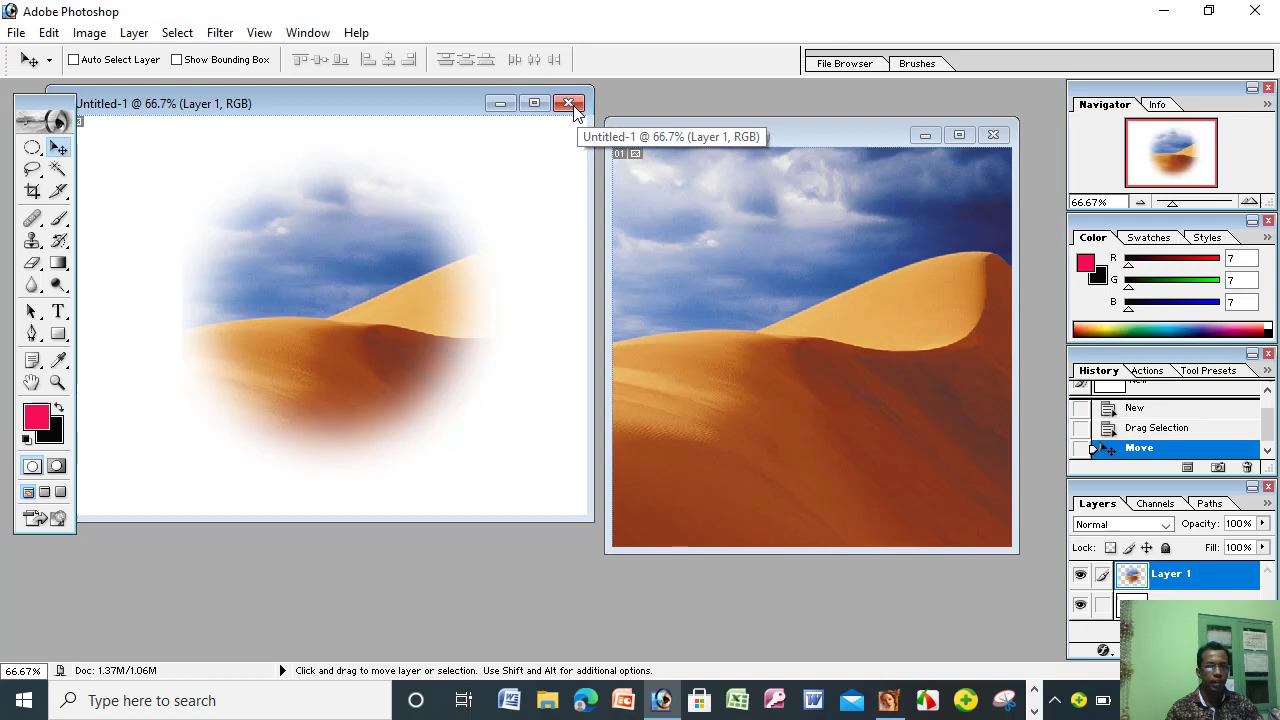 Adobe Photoshop
File Edit Image Layer Select Filter View Window Help
Auto Select Layer Show Bounding Box File Browser Brushes
Untitled-1 @ 66.7% (Layer 1, RGB)
Untitled-1 @ 66.7% (Layer 1, RGB)
01
Navigator Info
66.67%
Color Swatches Styles
R 7
G 7
B 7
History Actions Tool Presets
New
New
Drag Selection
Move
Layers Channels Paths
Normal Opacity: 100%
Lock: Fill: 100%
Layer 1
66.67% Doc: 1.37M/1.06M Click and drag to move layer or selection. Use Shift and Alt for additional options.
Type here to search